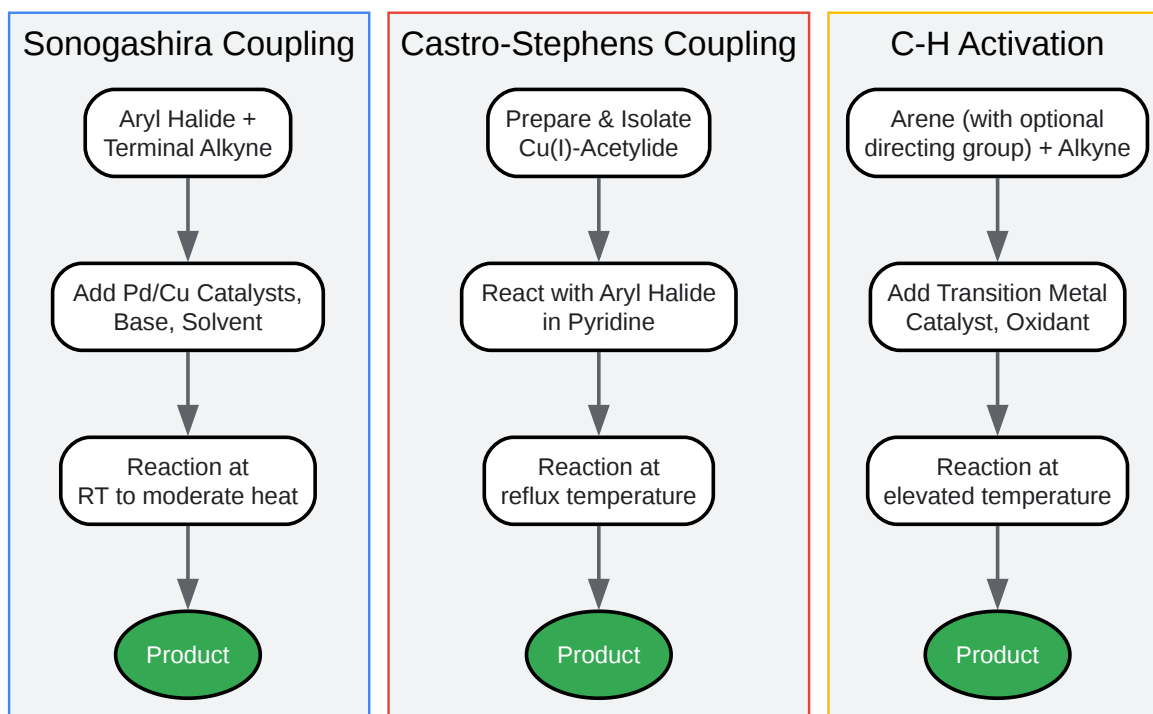 Sonogashira Coupling
Aryl Halide +
Terminal Alkyne
Add Pd/Cu Catalysts,
Base, Solvent
Reaction at
RT to moderate heat
Product
Castro-Stephens Coupling
Prepare & Isolate
Cu(I)-Acetylide
React with Aryl Halide
in Pyridine
Reaction at
reflux temperature
Product
C-H Activation
Arene (with optional
directing group) + Alkyne
Add Transition Metal
Catalyst, Oxidant
Reaction at
elevated temperature
Product